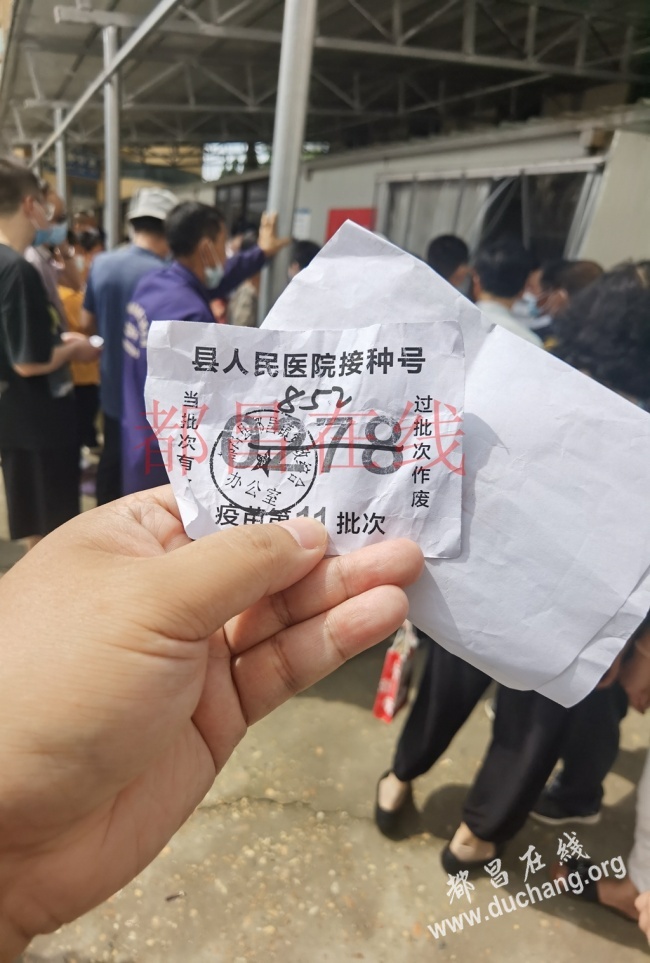 县人民医院接种号
852
278
当批次有
过批次作废
办公室
疫苗第11批次
都昌在线
都昌在线
www.duchang.org